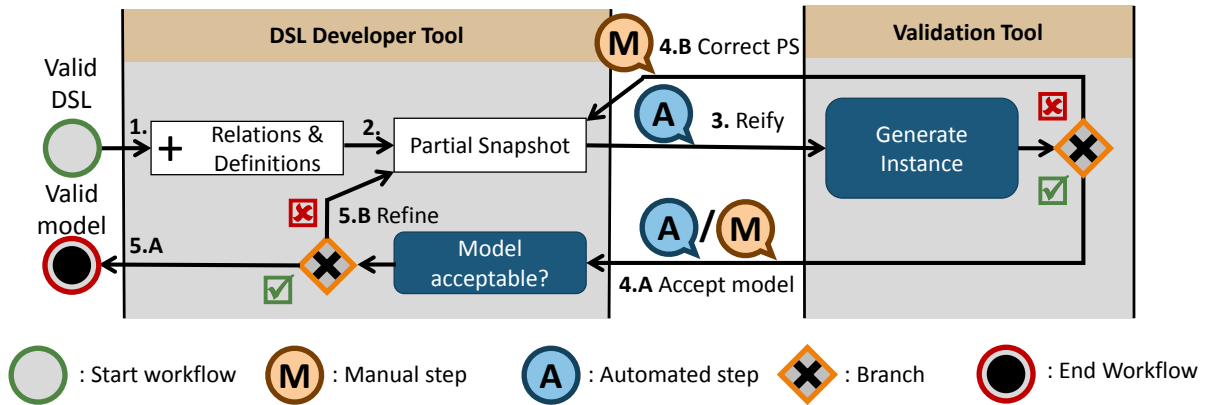 DSL Developer Tool
Validation Tool
M
4.B Correct PS
Valid
DSL
1.
+ Relations &
Definitions
2.
Partial Snapshot
A
3. Reify
Generate
Instance
Valid
model
5.A
5.B Refine
Model
acceptable?
A / M
4.A Accept model
: Start workflow
M : Manual step
A : Automated step
: Branch
: End Workflow